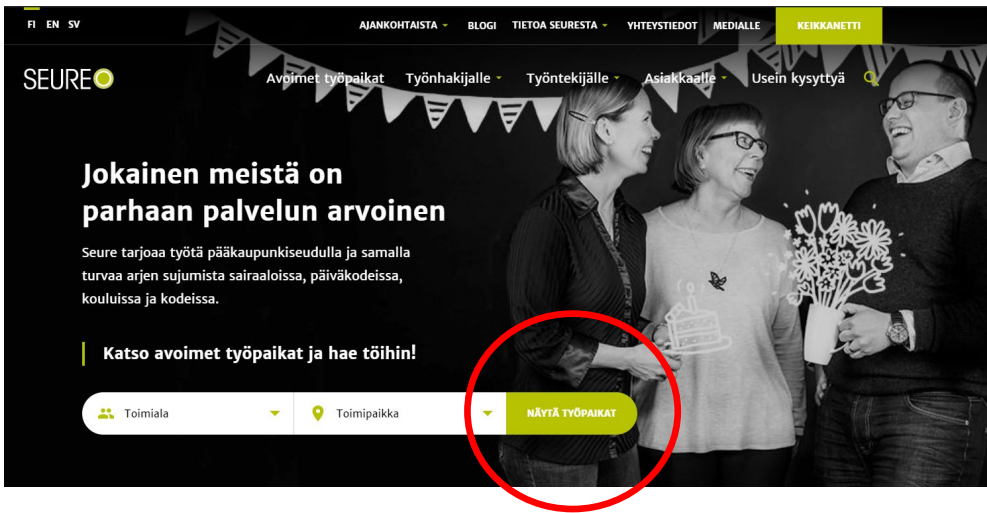 FI EN SV
AJANKOHTAISTA BLOGI TIETOA SEURESTA YHTEYSTIEDOT MEDIALLE KEIKKANETTI
SEURE
Avoimet työpaikat Työnhakijalle Työntekijälle Asiakkaalle Usein kysyttyä
Jokainen meistä on
parhaan palvelun arvoinen
Seure tarjoaa työtä pääkaupunkiseudulla ja samalla
turvaa arjen sujumista sairaaloissa, päiväkodeissa,
kouluissa ja kodeissa.
Katso avoimet työpaikat ja hae töihin!
Toimiala Toimipaikka NÄYTÄ TYÖPAIKAT